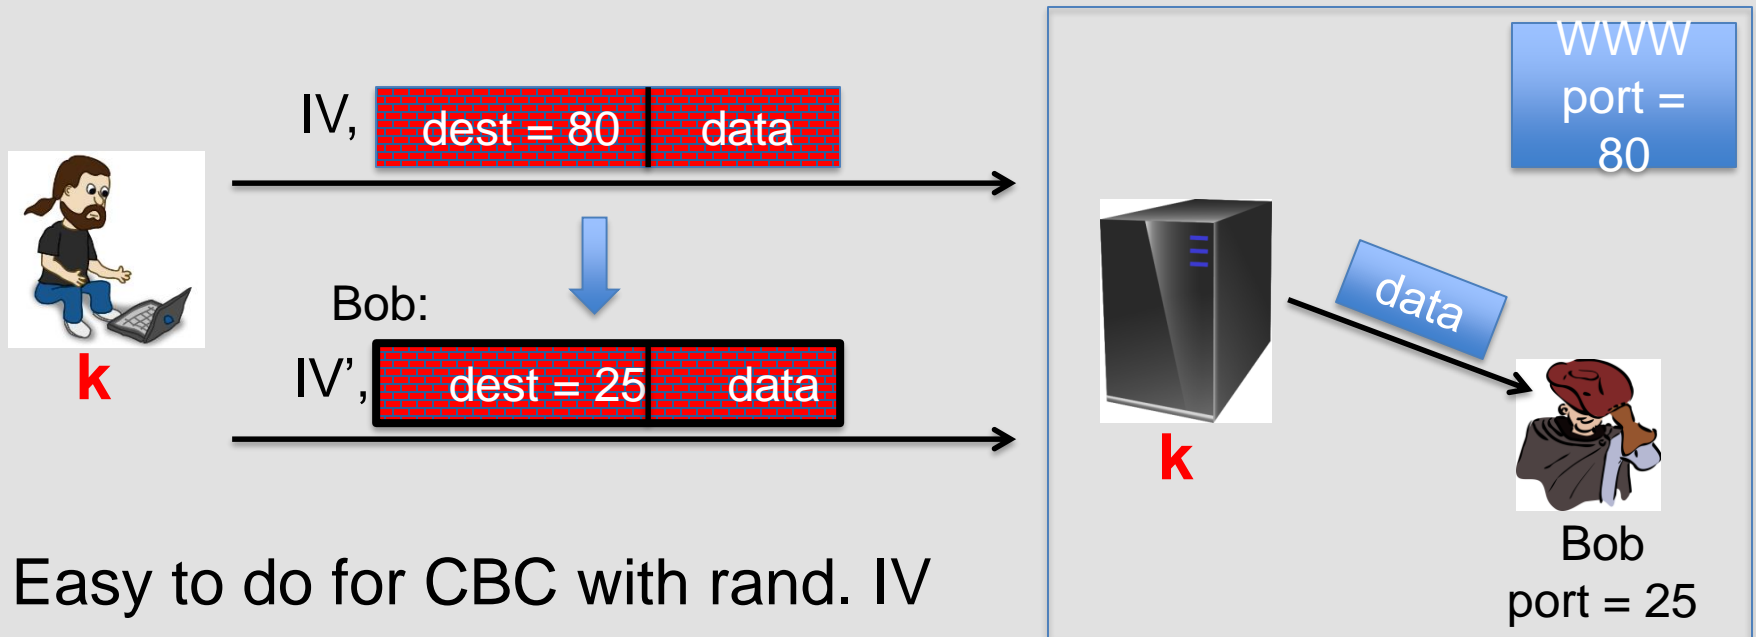 IV, dest = 80 data
k
Bob:
IV’, dest = 25 data
WWW
port =
80
data
k
Bob
port = 25
Easy to do for CBC with rand. IV